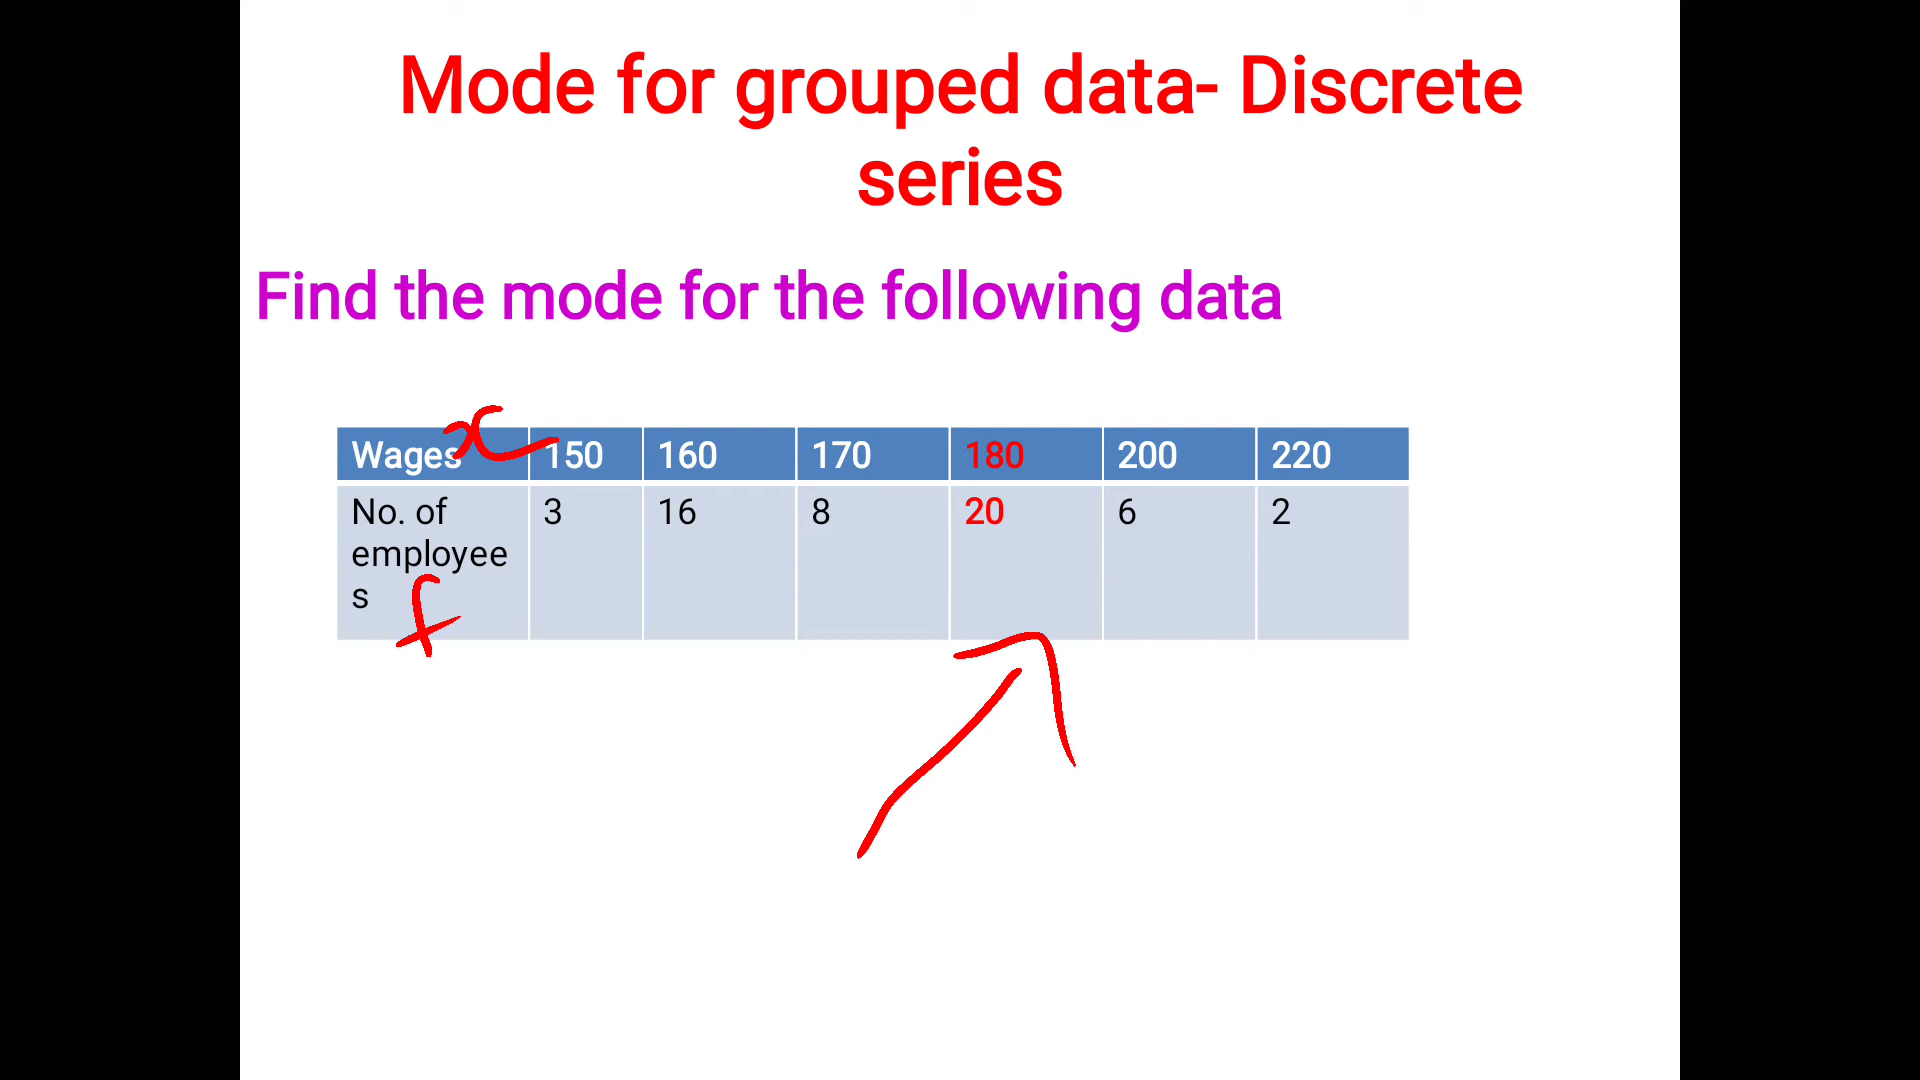 Mode for grouped data- Discrete
series
Find the mode for the following data
Wages x 150 160 170 180 200 220
No. of 3 16 8 20 6 2
employee
s f